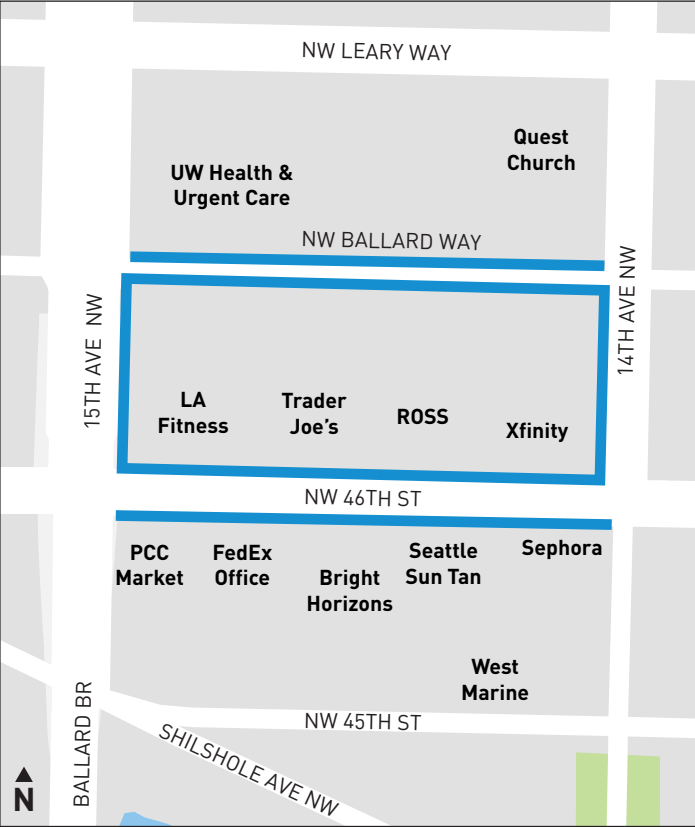 NW LEARY WAY
Quest
Church
UW Health &
Urgent Care
NW BALLARD WAY
14TH AVE NW
15TH AVE NW
LA
Fitness
Trader
Joe's
ROSS
Xfinity
NW 46TH ST
PCC
Market
FedEx
Office
Bright
Horizons
Seattle
Sun Tan
Sephora
West
Marine
BALLARD BR
NW 45TH ST
SHILSHOLE AVE NW
N